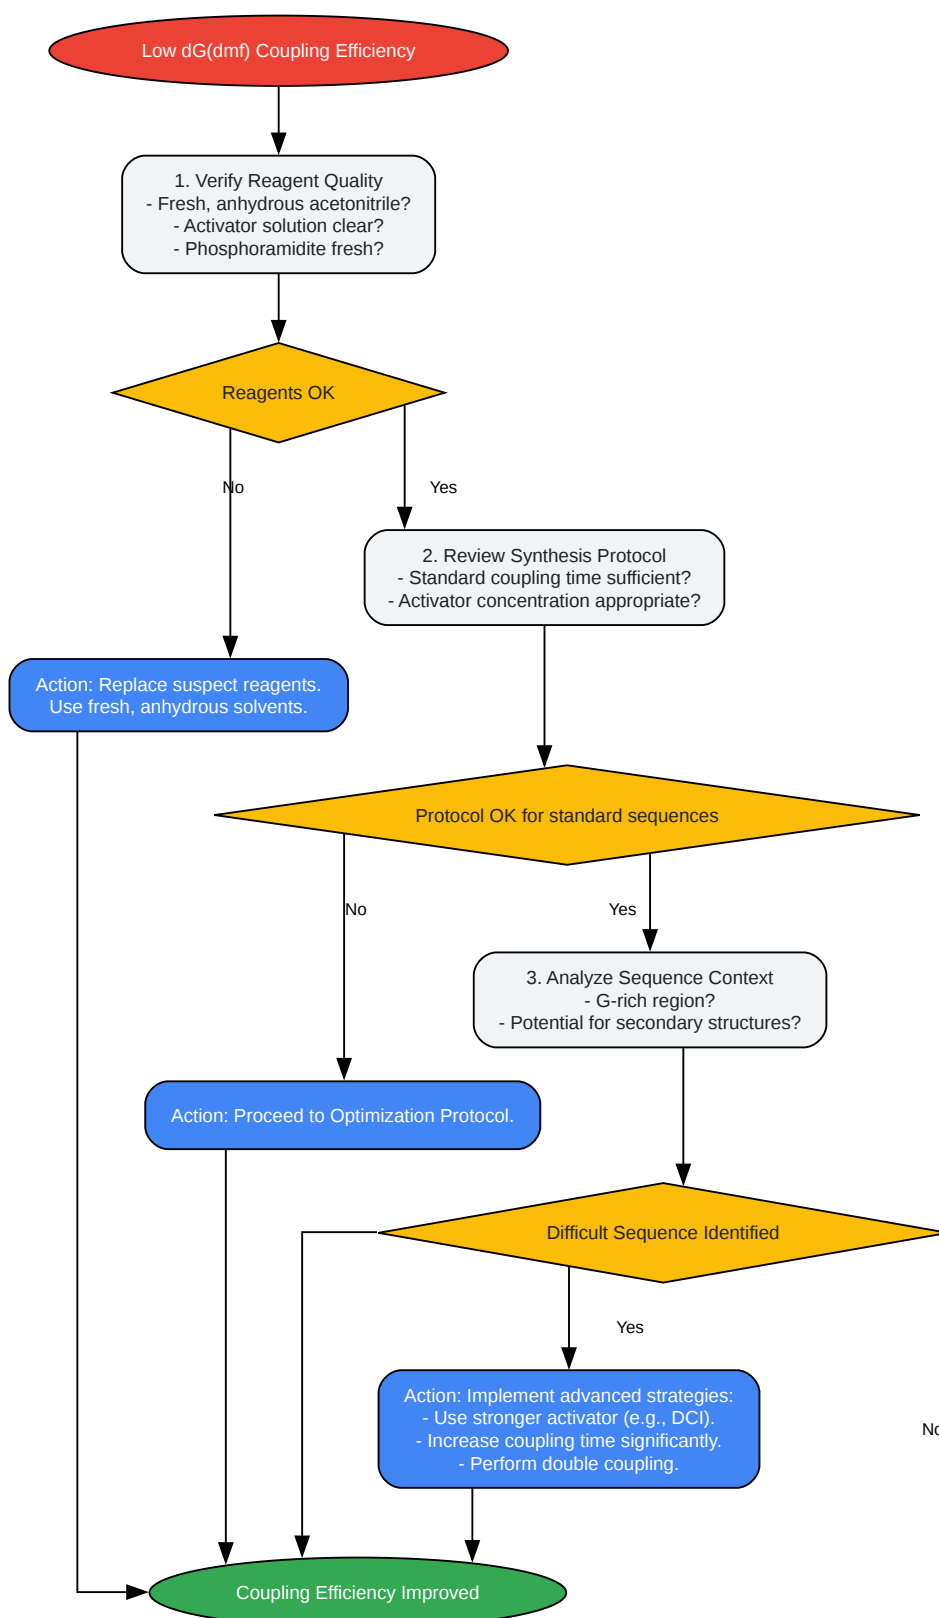 Low dG(dmf) Coupling Efficiency
1. Verify Reagent Quality
- Fresh, anhydrous acetonitrile?
- Activator solution clear?
- Phosphoramidite fresh?
Reagents OK
No
Yes
2. Review Synthesis Protocol
- Standard coupling time sufficient?
- Activator concentration appropriate?
Action: Replace suspect reagents.
Use fresh, anhydrous solvents.
Protocol OK for standard sequences
No
Yes
3. Analyze Sequence Context
- G-rich region?
- Potential for secondary structures?
Action: Proceed to Optimization Protocol.
Difficult Sequence Identified
Yes
Action: Implement advanced strategies:
- Use stronger activator (e.g., DCI).
- Increase coupling time significantly.
- Perform double coupling.
No
Coupling Efficiency Improved